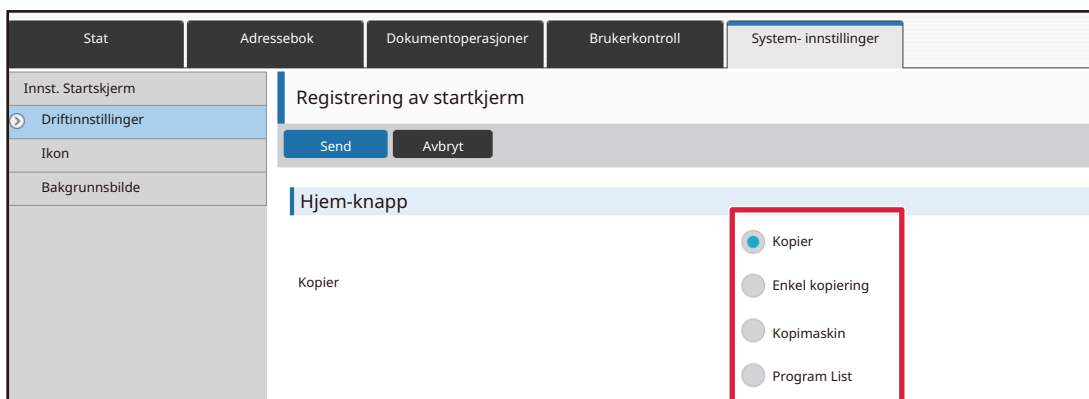 Stat
Adressebok
Dokumentoperasjoner
Brukerkontroll
System- innstillinger
Innst. Startskjerm
Driftinnstillinger
Ikon
Bakgrunnsbilde
Registrering av startkjerm
Send
Avbryt
Hjem-knapp
Kopier
Kopier
Enkel kopiering
Kopimaskin
Program List